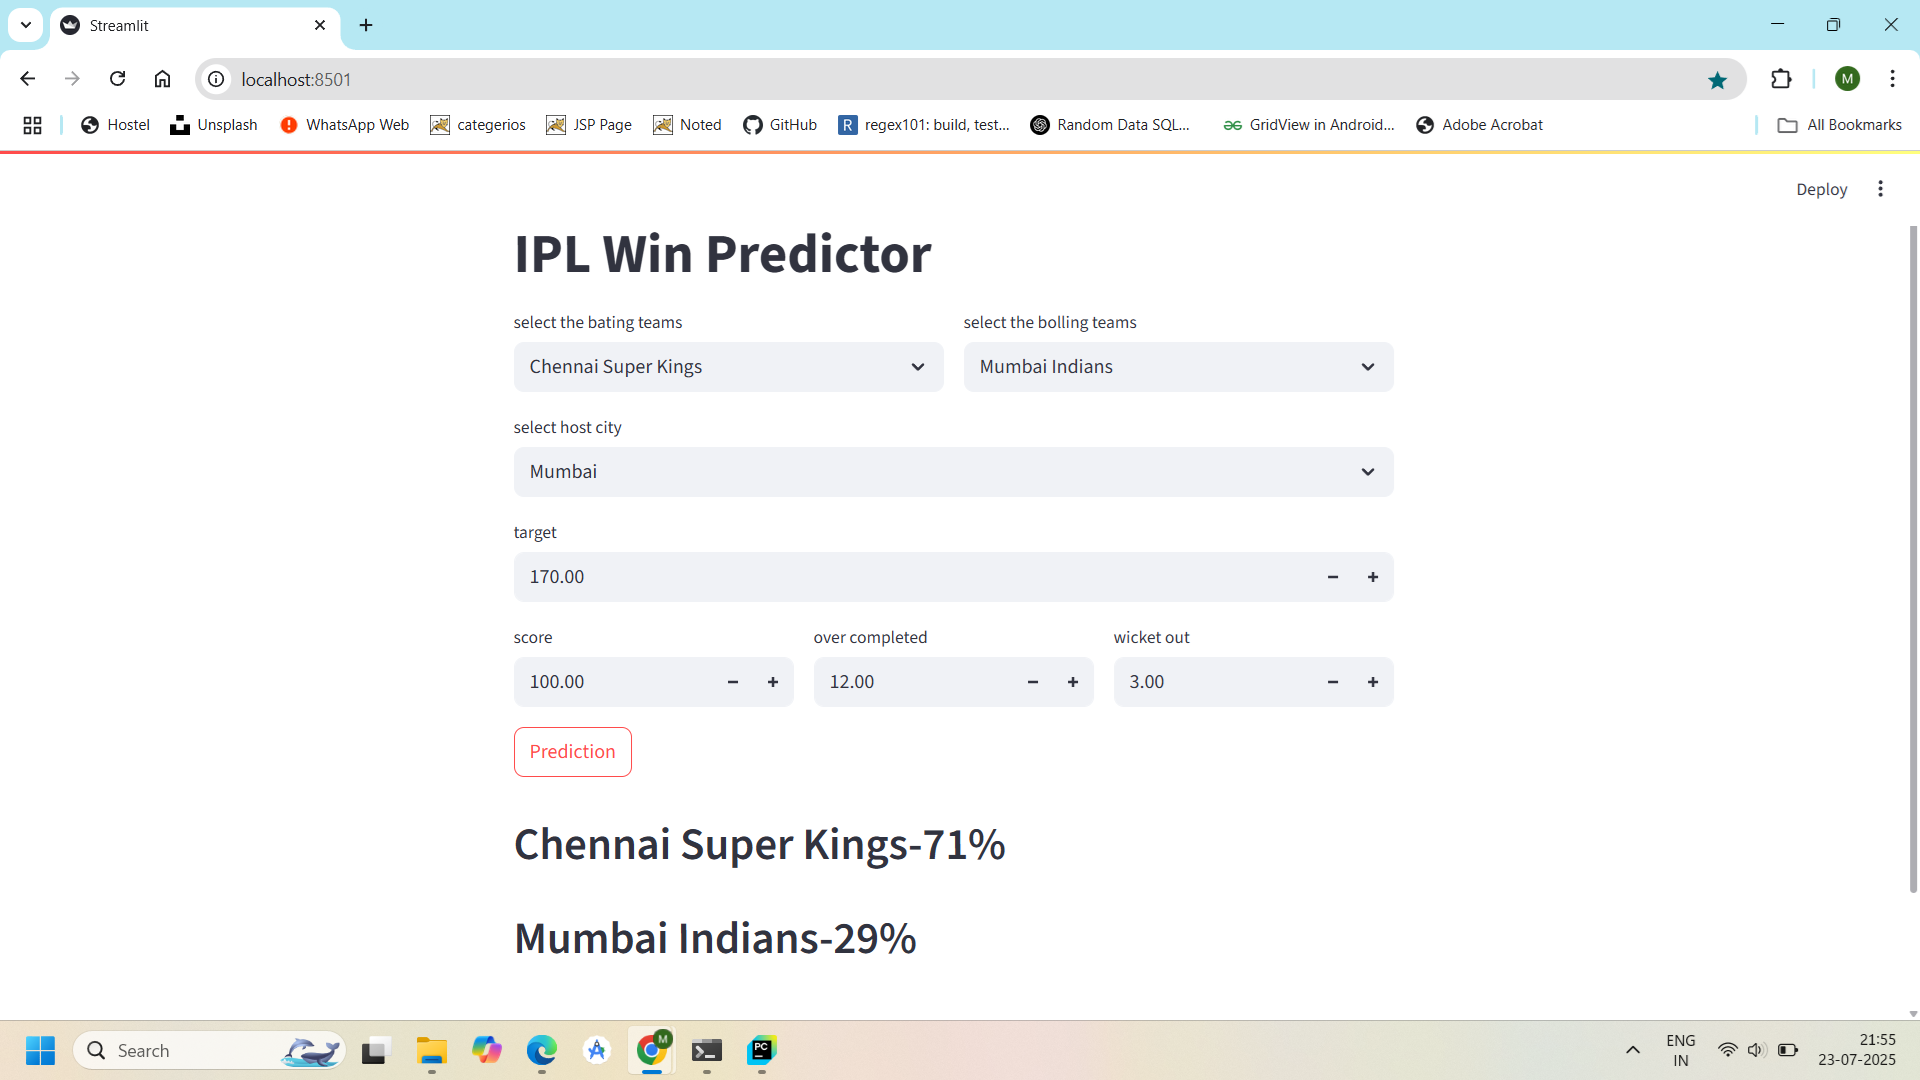 Streamlit
localhost:8501
M
Hostel Unsplash WhatsApp Web categerios JSP Page Noted GitHub R regex101: build, test... Random Data SQL... GridView in Android... Adobe Acrobat All Bookmarks
Deploy
IPL Win Predictor
select the bating teams select the bolling teams
Chennai Super Kings Mumbai Indians
select host city
Mumbai
target
170.00 - +
score over completed wicket out
100.00 - + 12.00 - + 3.00 - +
Prediction
Chennai Super Kings-71%
Mumbai Indians-29%
Search M PC ENG 21:55
IN 23-07-2025